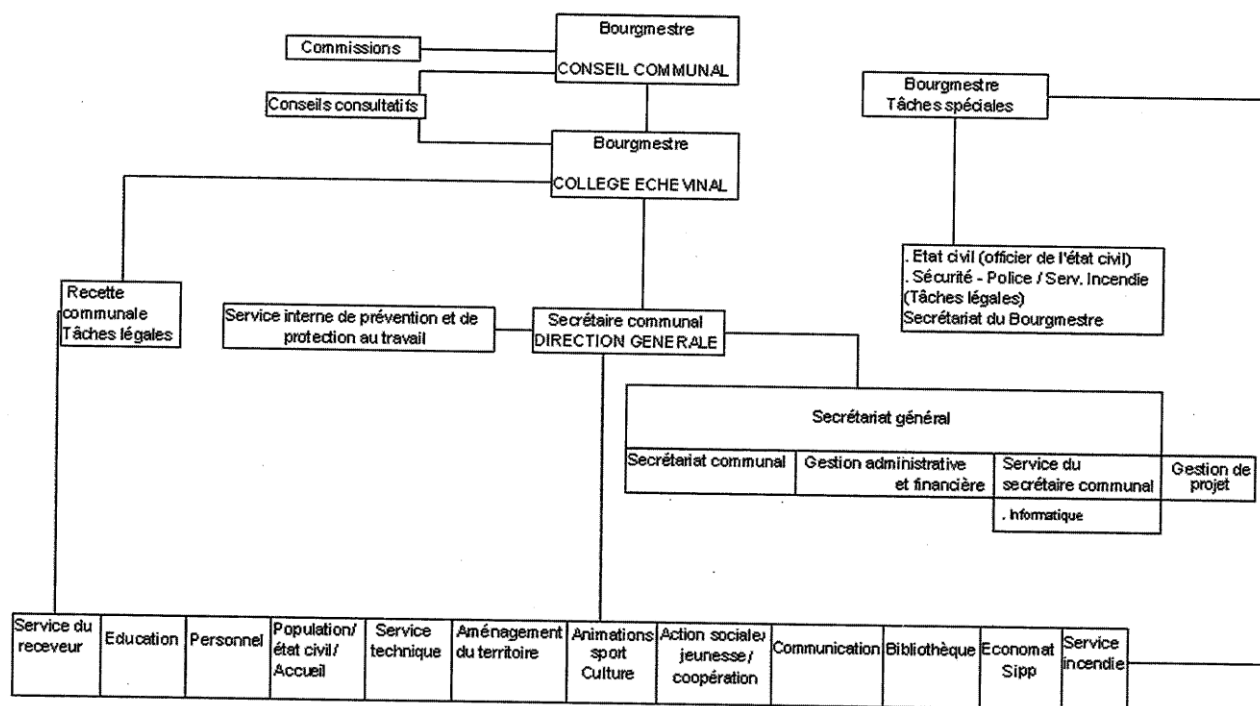 Bourgmestre
CONSEIL COMMUNAL
Commissions
Conseils consultatifs
Bourgmestre
COLLEGE ECHEVINAL
Bourgmestre
Tâches spéciales
. Etat civil (officier de l'état civil)
. Sécurité - Police / Serv. Incendie
(Tâches légales)
Secrétariat du Bourgmestre
Recette
communale
Tâches légales
Service interne de prévention et de
protection au travail
Secrétaire communal
DIRECTION GENERALE
Secrétariat général
Secrétariat communal
Gestion administrative
et financière
Service du
secrétaire communal
Gestion de
projet
. Informatique
Service du
receveur
Education
Personnel
Population/
état civil/
Accueil
Service
technique
Aménagement
du territoire
Animations
sport
Culture
Action sociale/
jeunesse/
coopération
Communication
Bibliothèque
Economat
Sipp
Service
incendie